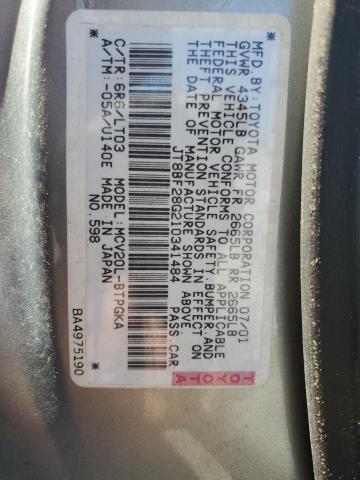 MFD BY:TOYOTA MOTOR CORPORATION 07/01
GVWR 4345LB GAWR FR 2665LB RR 2665LB
THIS VEHICLE CONFORMS TO ALL APPLICABLE
FEDERAL MOTOR VEHICLE SAFETY, BUMPER, AND
THEFT PREVENTION STANDARDS IN EFFECT ON
THE DATE OF MANUFACTURE SHOWN ABOVE.
JT8BF28G210341484 PASS.CAR
C/TR: 6R6/LT03 MODEL:MCV20L-BTPGKA
A/TM:-05A/U140E MADE IN JAPAN
NO.598
BA4975190
TOYOTA
TOYOTA